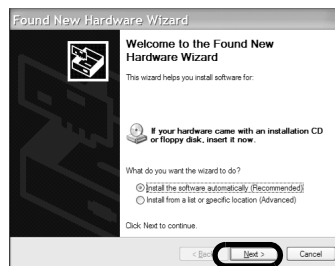 Found New Hardware Wizard
Welcome to the Found New
Hardware Wizard
This wizard helps you install software for:
If your hardware came with an installation CD
or floppy disk, insert it now.
What do you want the wizard to do?
Install the software automatically (Recommended)
Install from a list or specific location (Advanced)
Click Next to continue.
< Back
Next >
Cancel